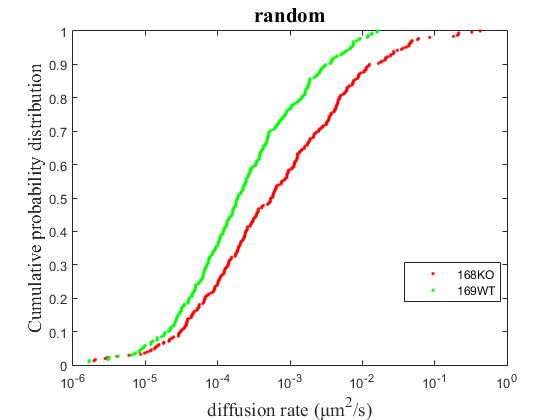 random
Cumulative probability distribution
1
0.9
0.8
0.7
0.6
0.5
0.4
0.3
0.2
0.1
0
168KO
169WT
10^-6 10^-5 10^-4 10^-3 10^-2 10^-1 10^0
diffusion rate (μm^2/s)